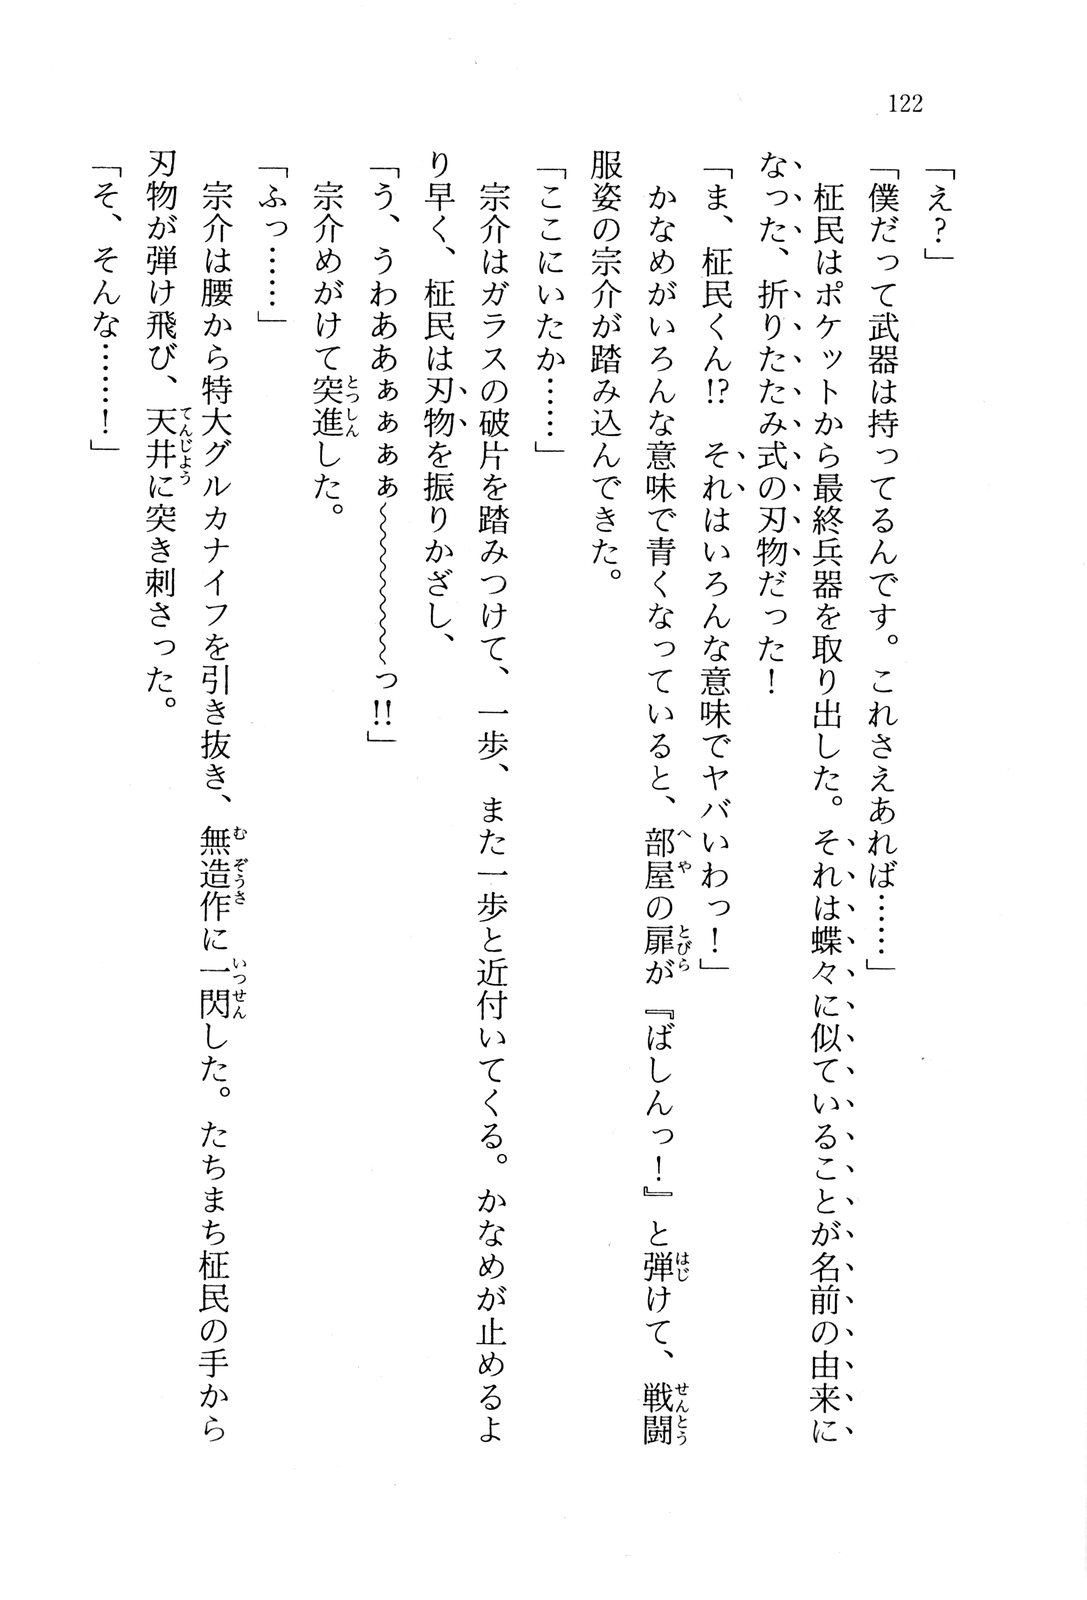 122
「え?」
「僕だって武器は持ってるんです。これさえあれば……」
　柾民はポケットから最終兵器を取り出した。それは蝶々に似ていることが名前の由来に
なった、折りたたみ式の刃物だった!
「ま、柾民くん!?　それはいろんな意味でヤバいわっ!」
　かなめがいろんな意味で青くなっていると、部屋の扉が『ばしんっ!』と弾けて、戦闘
服姿の宗介が踏み込んできた。
「ここにいたか……」
　宗介はガラスの破片を踏みつけて、一歩、また一歩と近付いてくる。かなめが止めるよ
り早く、柾民は刃物を振りかざし、
「う、うわああぁぁぁぁ〜〜〜〜〜〜っ!!」
　宗介めがけて突進した。
「ふっ……」
　宗介は腰から特大グルカナイフを引き抜き、無造作に一閃した。たちまち柾民の手から
刃物が弾け飛び、天井に突き刺さった。
「そ、そんな……!」